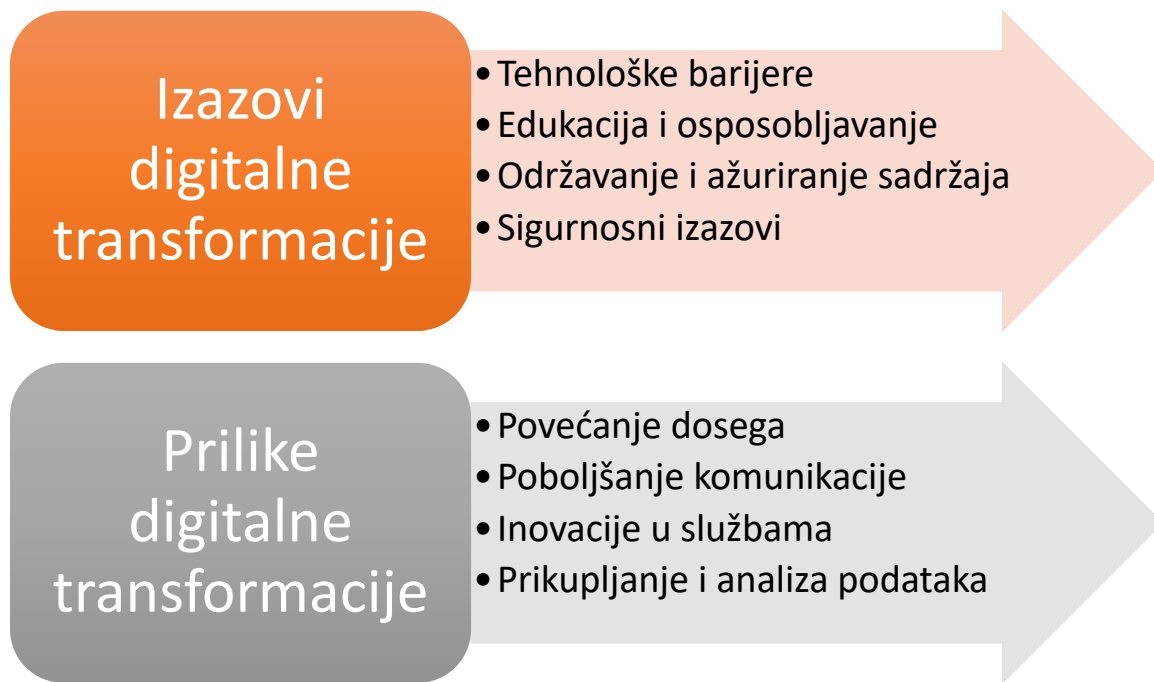 Izazovi
digitalne
transformacije
• Tehnološke barijere
• Edukacija i osposobljavanje
• Održavanje i ažuriranje sadržaja
• Sigurnosni izazovi
Prilike
digitalne
transformacije
• Povećanje dosega
• Poboljšanje komunikacije
• Inovacije u službama
• Prikupljanje i analiza podataka